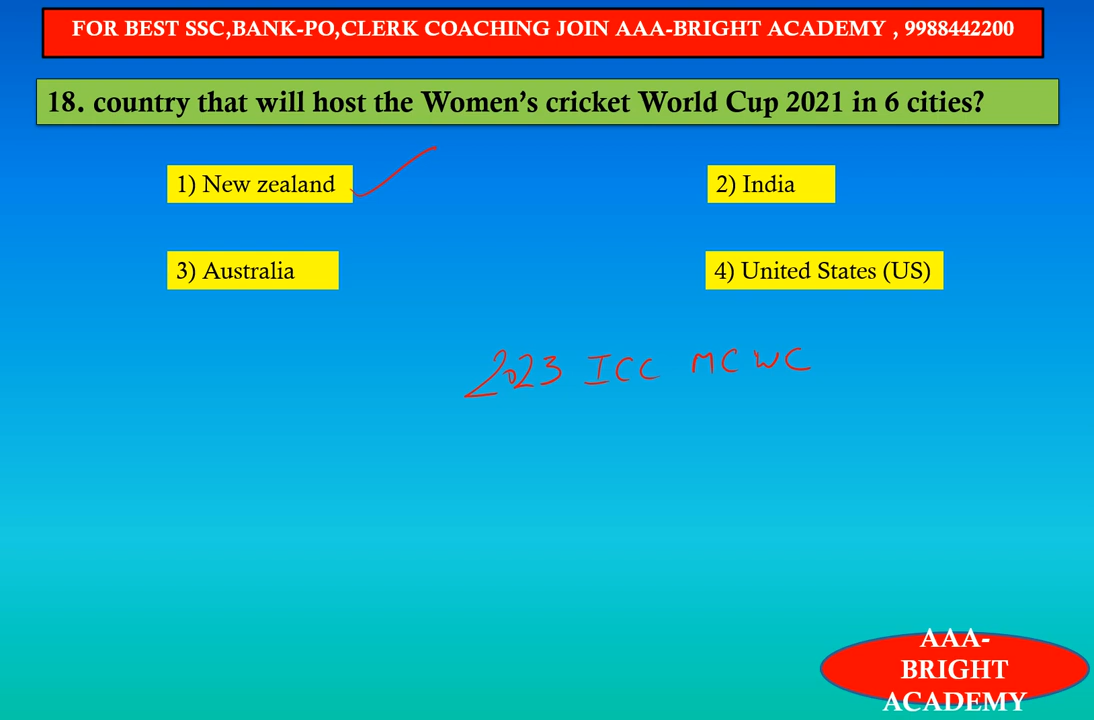 FOR BEST SSC,BANK-PO,CLERK COACHING JOIN AAA-BRIGHT ACADEMY , 9988442200
18. country that will host the Women's cricket World Cup 2021 in 6 cities?
1) New zealand
2) India
3) Australia
4) United States (US)
2023 ICC MCWC
AAA-
BRIGHT
ACADEMY